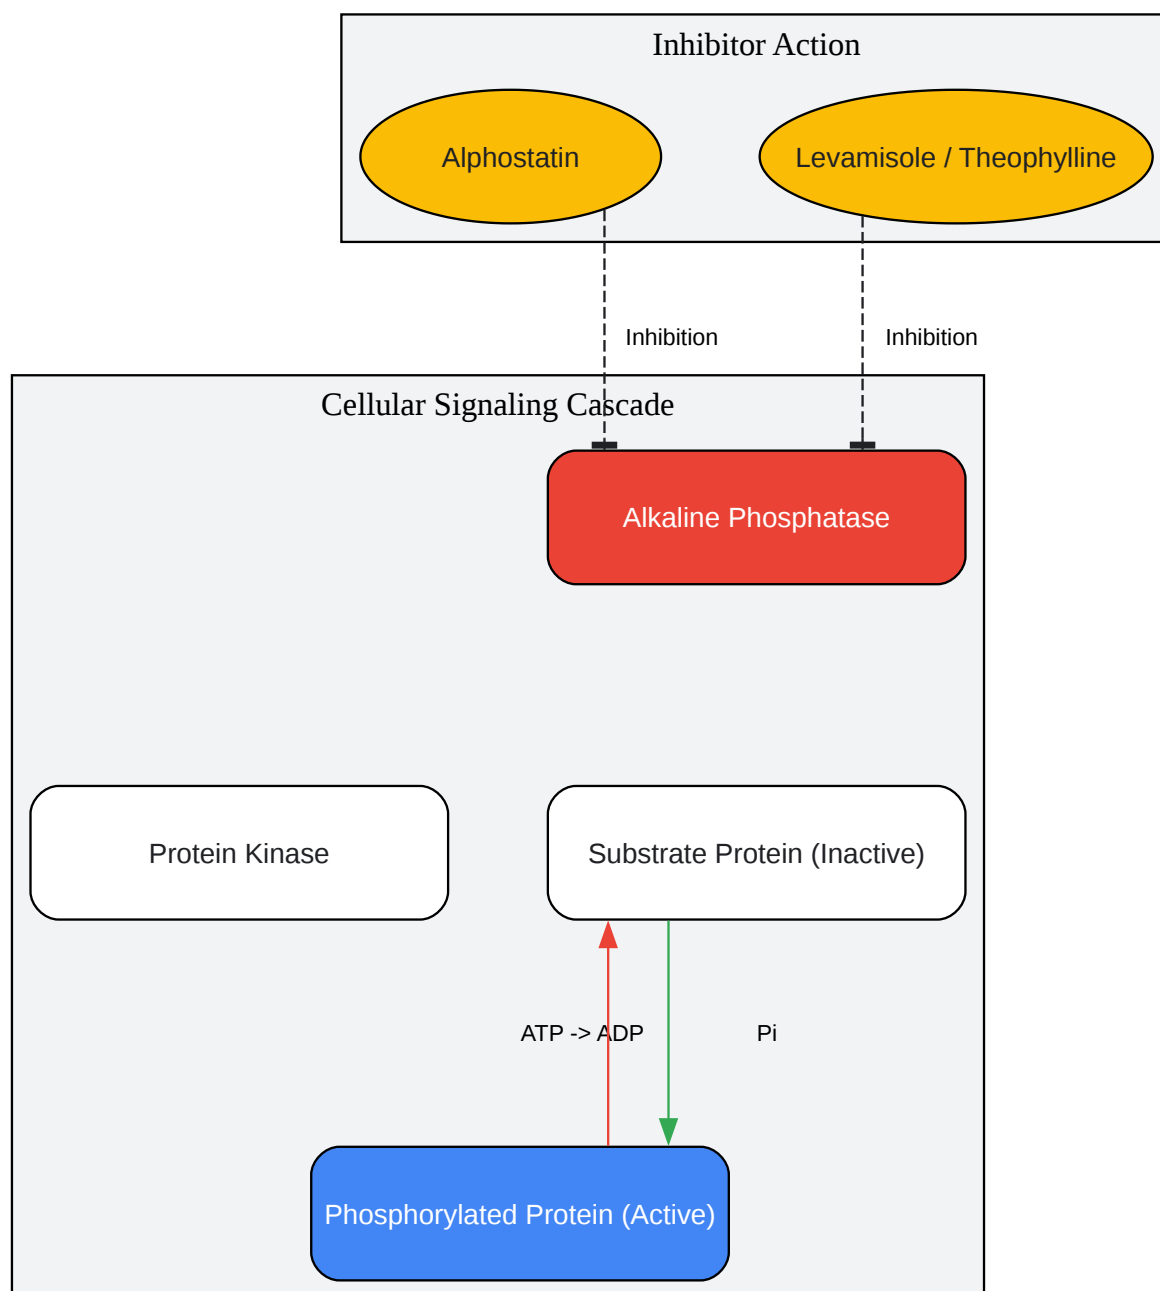 Inhibitor Action
Alphostatin
Levamisole / Theophylline
Inhibition
Inhibition
Cellular Signaling Cascade
Alkaline Phosphatase
Protein Kinase
Substrate Protein (Inactive)
ATP -> ADP
Pi
Phosphorylated Protein (Active)